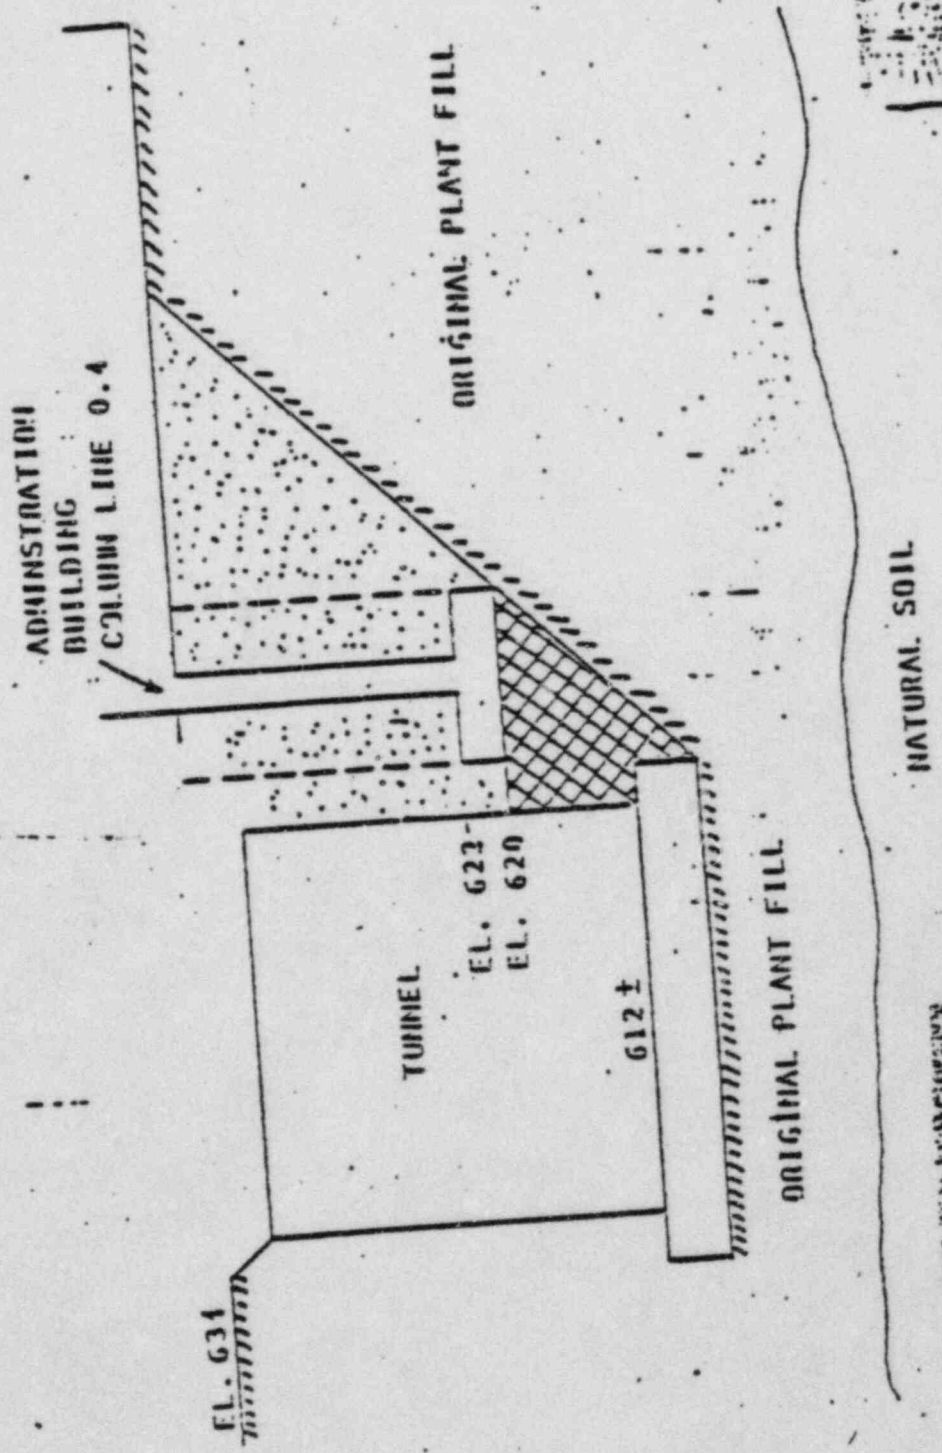 ADMINSTRATION
BUILDING
COLUMN LINE 0.4
EL. 634
TUNNEL
EL. 623
EL. 620
612 ±
ORIGINAL PLANT FILL
ORIGINAL PLANT FILL
NATURAL SOIL